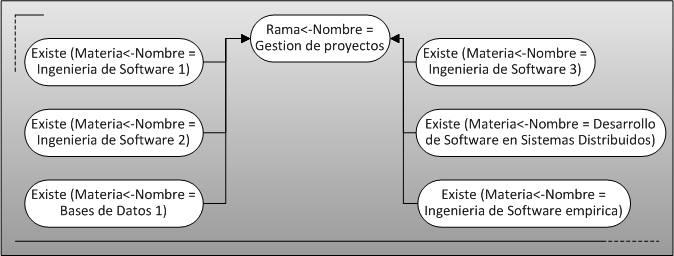 Rama<-Nombre =
Gestion de proyectos
Existe (Materia<-Nombre =
Ingenieria de Software 1)
Existe (Materia<-Nombre =
Ingenieria de Software 2)
Existe (Materia<-Nombre =
Bases de Datos 1)
Existe (Materia<-Nombre =
Ingenieria de Software 3)
Existe (Materia<-Nombre = Desarrollo
de Software en Sistemas Distribuidos)
Existe (Materia<-Nombre =
Ingenieria de Software empirica)